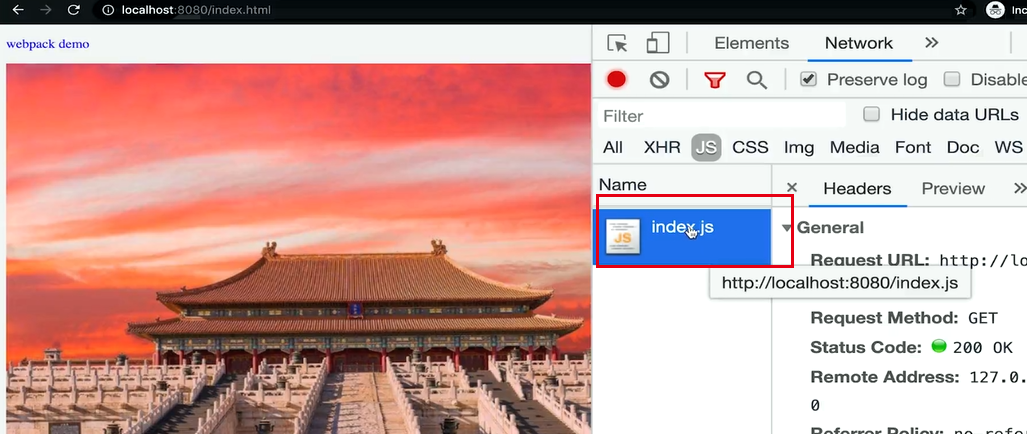 localhost:8080/index.html
Inc
webpack demo
Elements Network »
Preserve log Disable
Filter Hide data URLs
All XHR JS CSS Img Media Font Doc WS
Name × Headers Preview »
JS index.js
General
Request URL: http://lo
http://localhost:8080/index.js
Request Method: GET
Status Code: 200 OK
Remote Address: 127.0.
0
Referrer Policy: no-refe